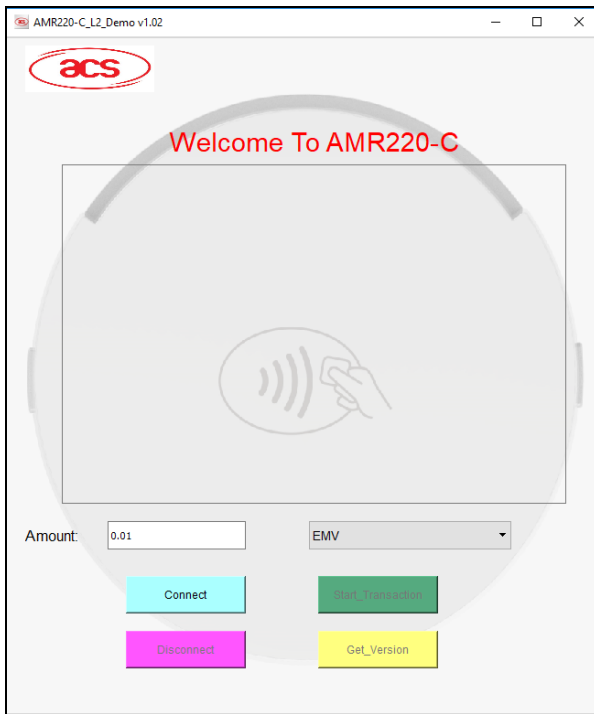 AMR220-C_L2_Demo v1.02
acs
Welcome To AMR220-C
Amount: 0.01 EMV
Connect Start_Transaction
Disconnect Get_Version